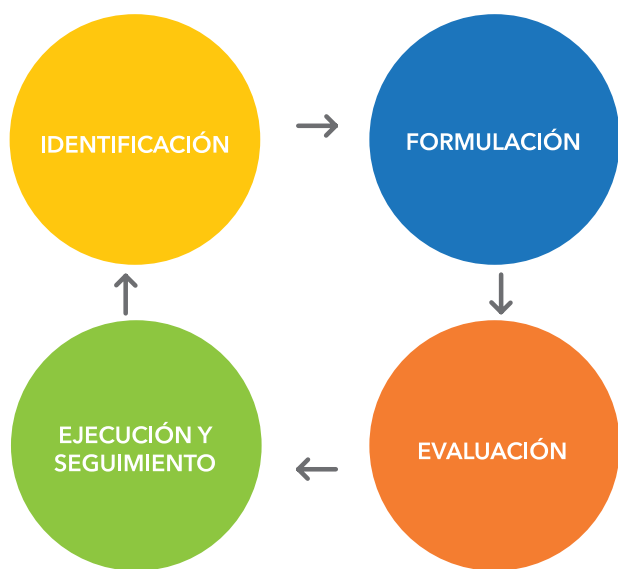 IDENTIFICACIÓN
FORMULACIÓN
EJECUCIÓN Y
SEGUIMIENTO
EVALUACIÓN